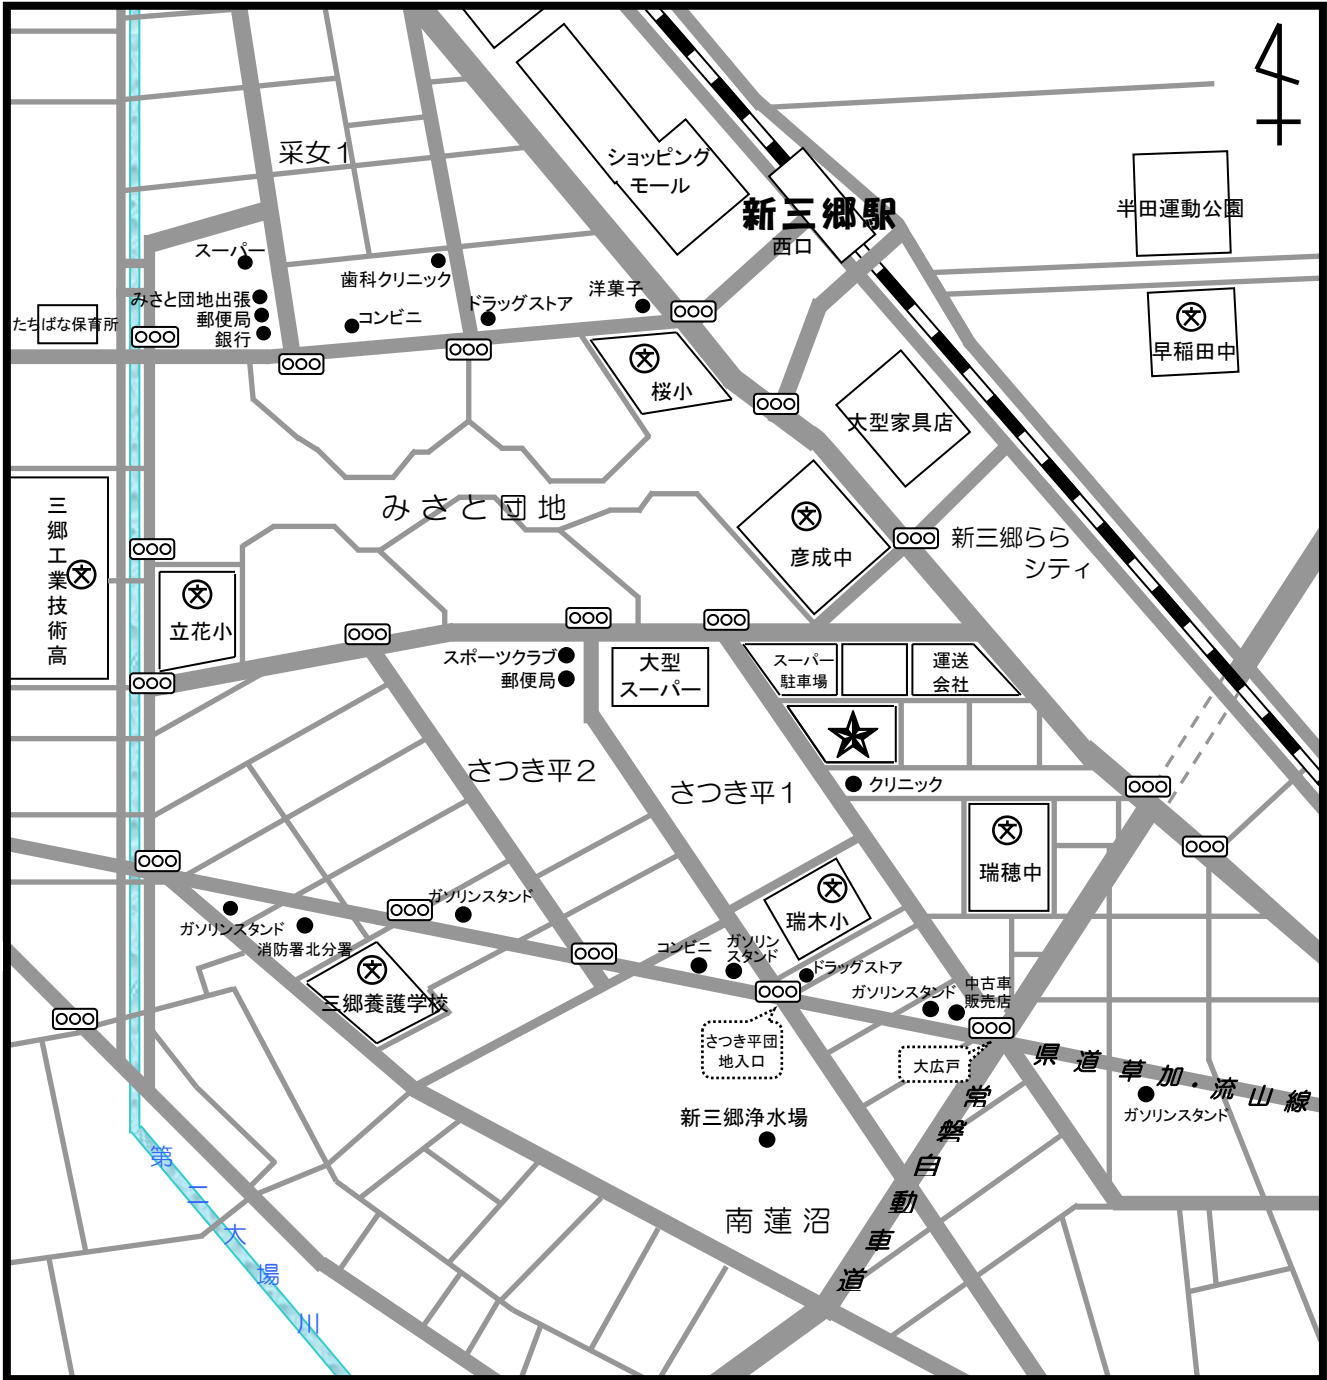 采女1
ショッピング
モール
新三郷駅
西口
半田運動公園
スーパー
みさと団地出張
郵便局
銀行
歯科クリニック
コンビニ
ドラッグストア
洋菓子
たちばな保育所
文
早稲田中
文
桜小
大型家具店
三郷工業技術高
文
みさと団地
文
彦成中
新三郷らら
シティ
文
立花小
スポーツクラブ
郵便局
大型
スーパー
スーパー
駐車場
運送
会社
さつき平2
さつき平1
クリニック
文
瑞穂中
文
瑞木小
ガソリンスタンド
ガソリンスタンド
消防署北分署
文
三郷養護学校
コンビニ
ガソリン
スタンド
ドラッグストア
ガソリンスタンド
中古車
販売店
さつき平団
地入口
大広戸
県道草加・流山線
ガソリンスタンド
常磐自動車道
新三郷浄水場
南蓮沼
第二大場川